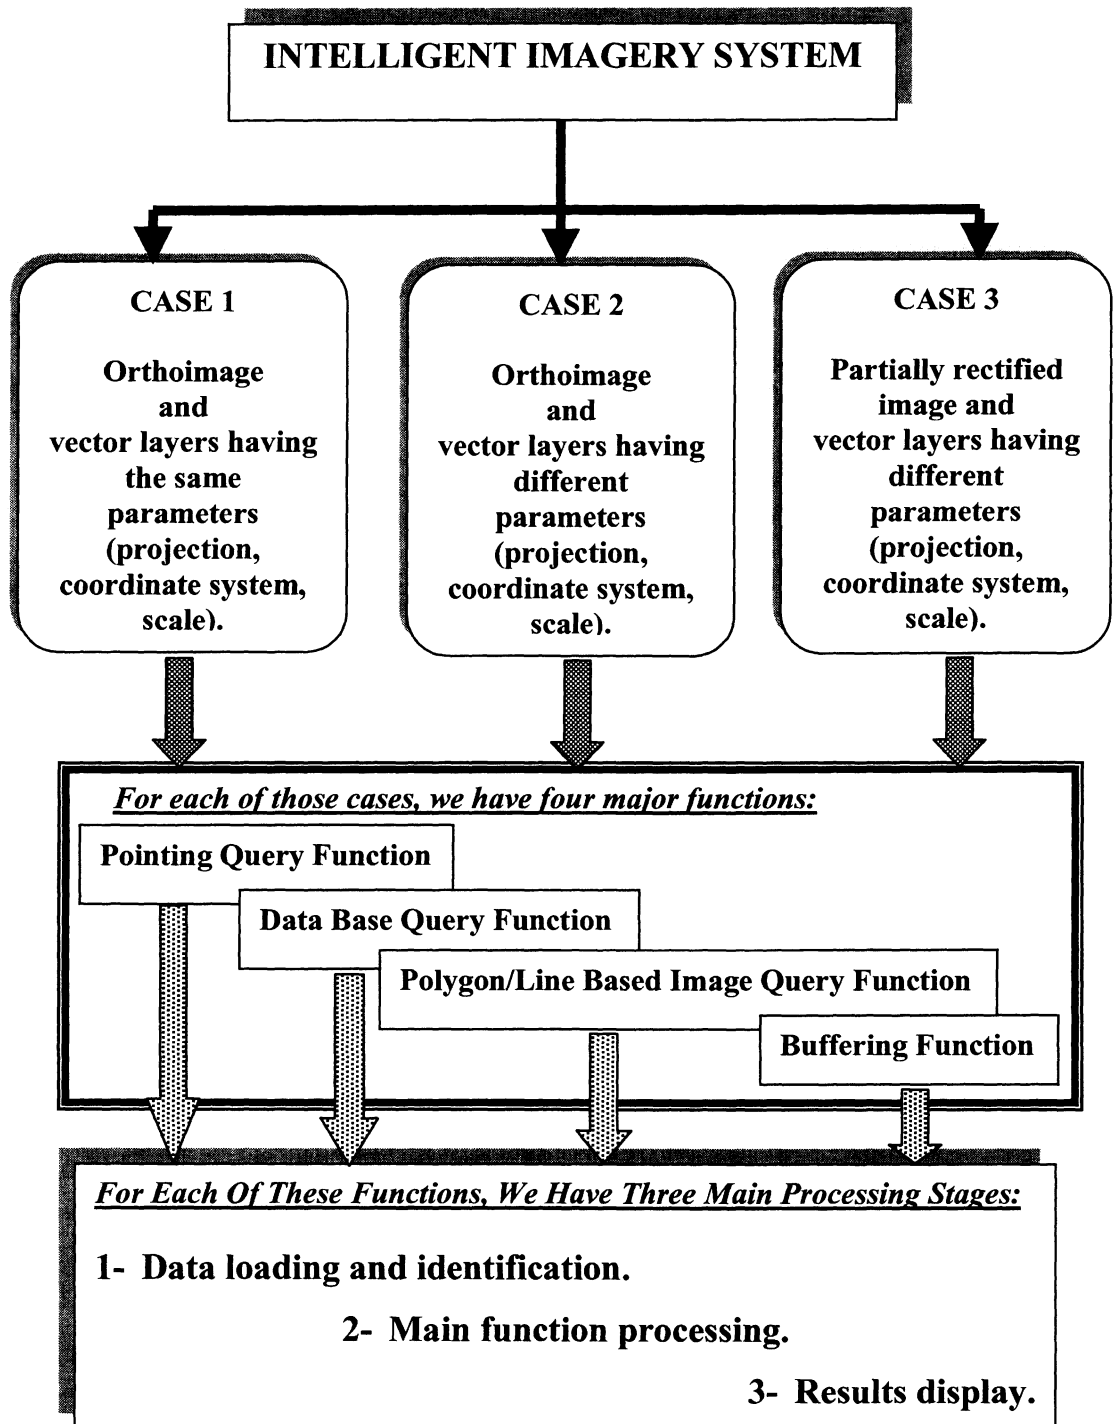 INTELLIGENT IMAGERY SYSTEM
CASE 1
Orthoimage
and
vector layers having
the same
parameters
(projection,
coordinate system,
scale).
CASE 2
Orthoimage
and
vector layers having
different
parameters
(projection,
coordinate system,
scale).
CASE 3
Partially rectified
image and
vector layers having
different
parameters
(projection,
coordinate system,
scale).
For each of those cases, we have four major functions:
Pointing Query Function
Data Base Query Function
Polygon/Line Based Image Query Function
Buffering Function
For Each Of These Functions, We Have Three Main Processing Stages:
1- Data loading and identification.
2- Main function processing.
3- Results display.